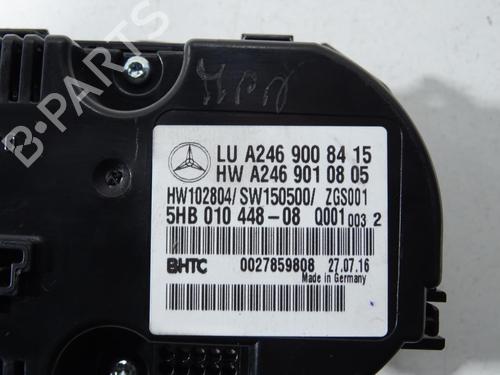 B-PARTS
LU A246 900 84 15
HW A246 901 08 05
HW102804/SW150500/ ZGS001
5HB 010 448-08 Q001 003 2
BHTC 0027859808 27.07.16
Made in Germany